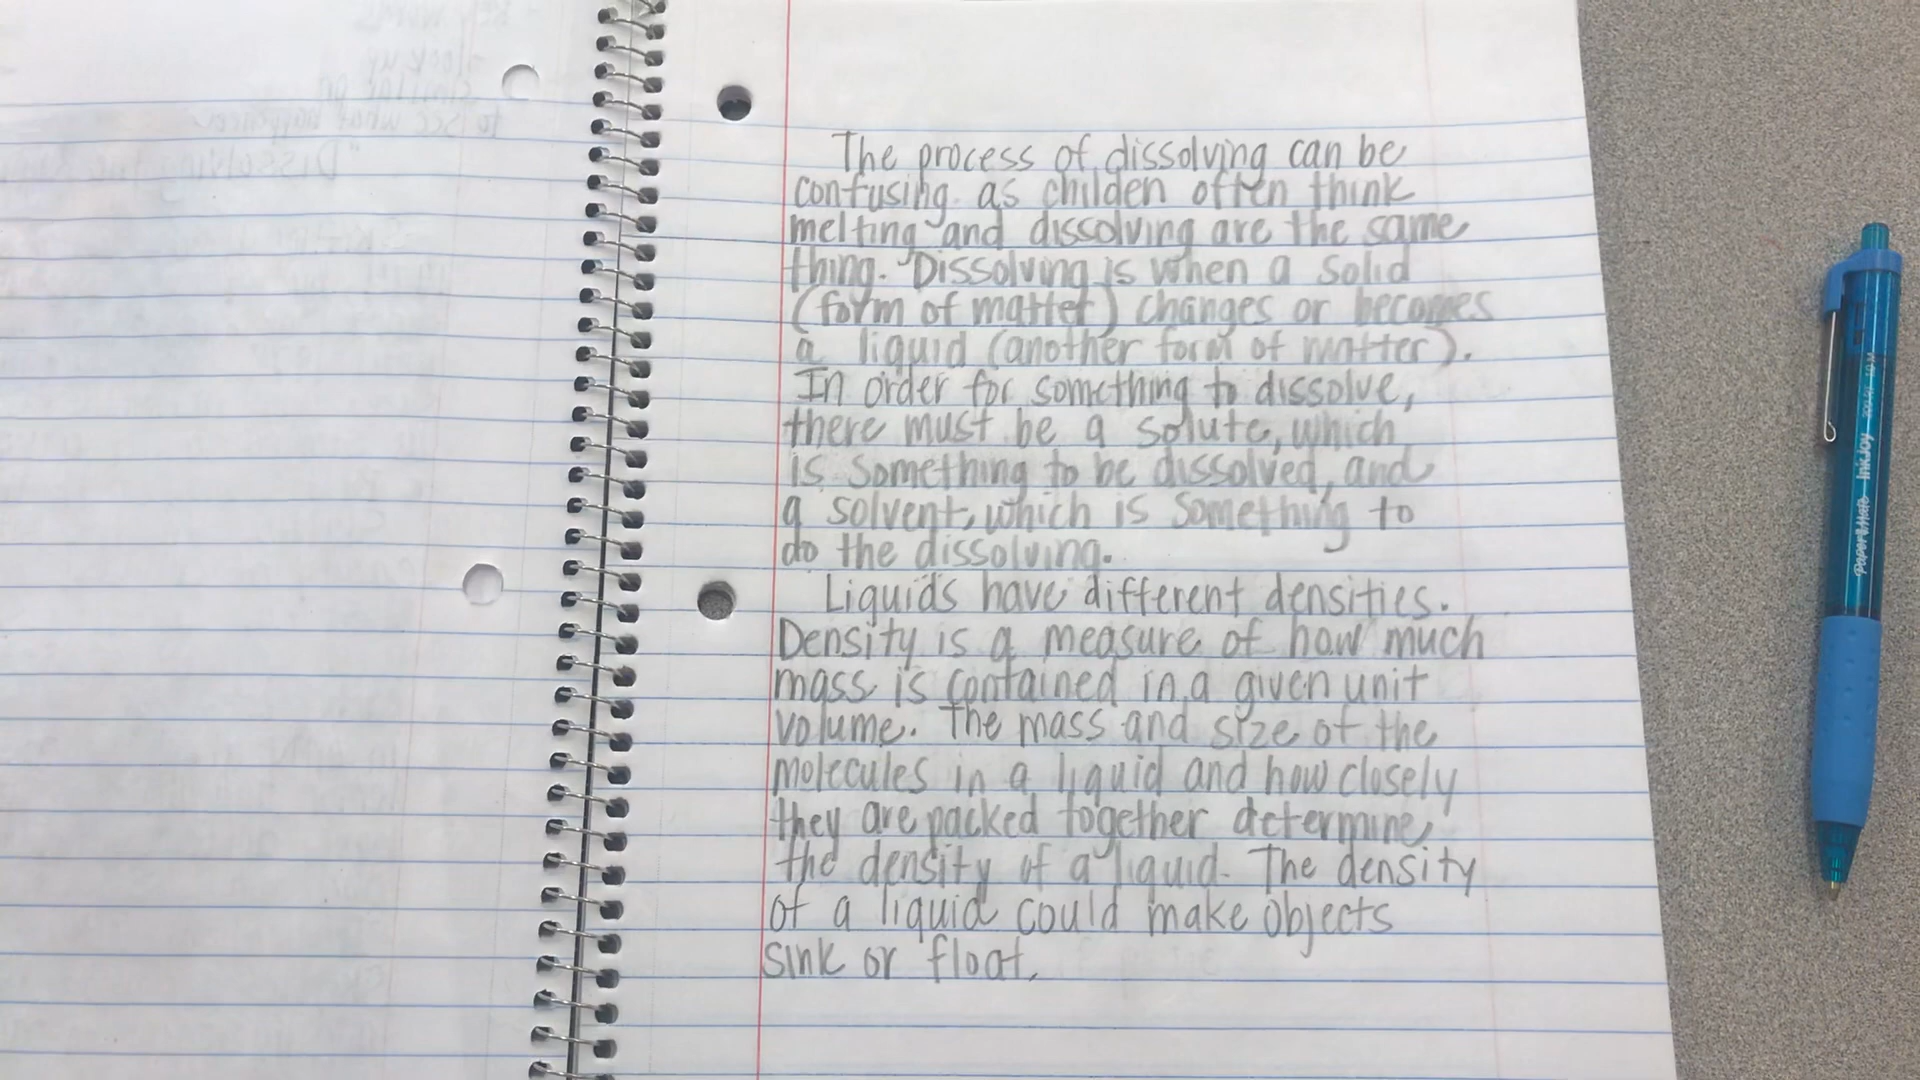 The process of dissolving can be
confusing as childen often think
melting and dissolving are the same
thing. Dissolving is when a solid
(form of matter) changes or becomes
a liquid (another form of matter).
In order for something to dissolve,
there must be a solute, which
is something to be dissolved, and
a solvent, which is something to
do the dissolving.
Liquids have different densities.
Density is a measure of how much
mass is contained in a given unit
volume. The mass and size of the
molecules in a liquid and how closely
they are packed together determine
the density of a liquid. The density
of a liquid could make objects
sink or float.
PaperMate InkJoy